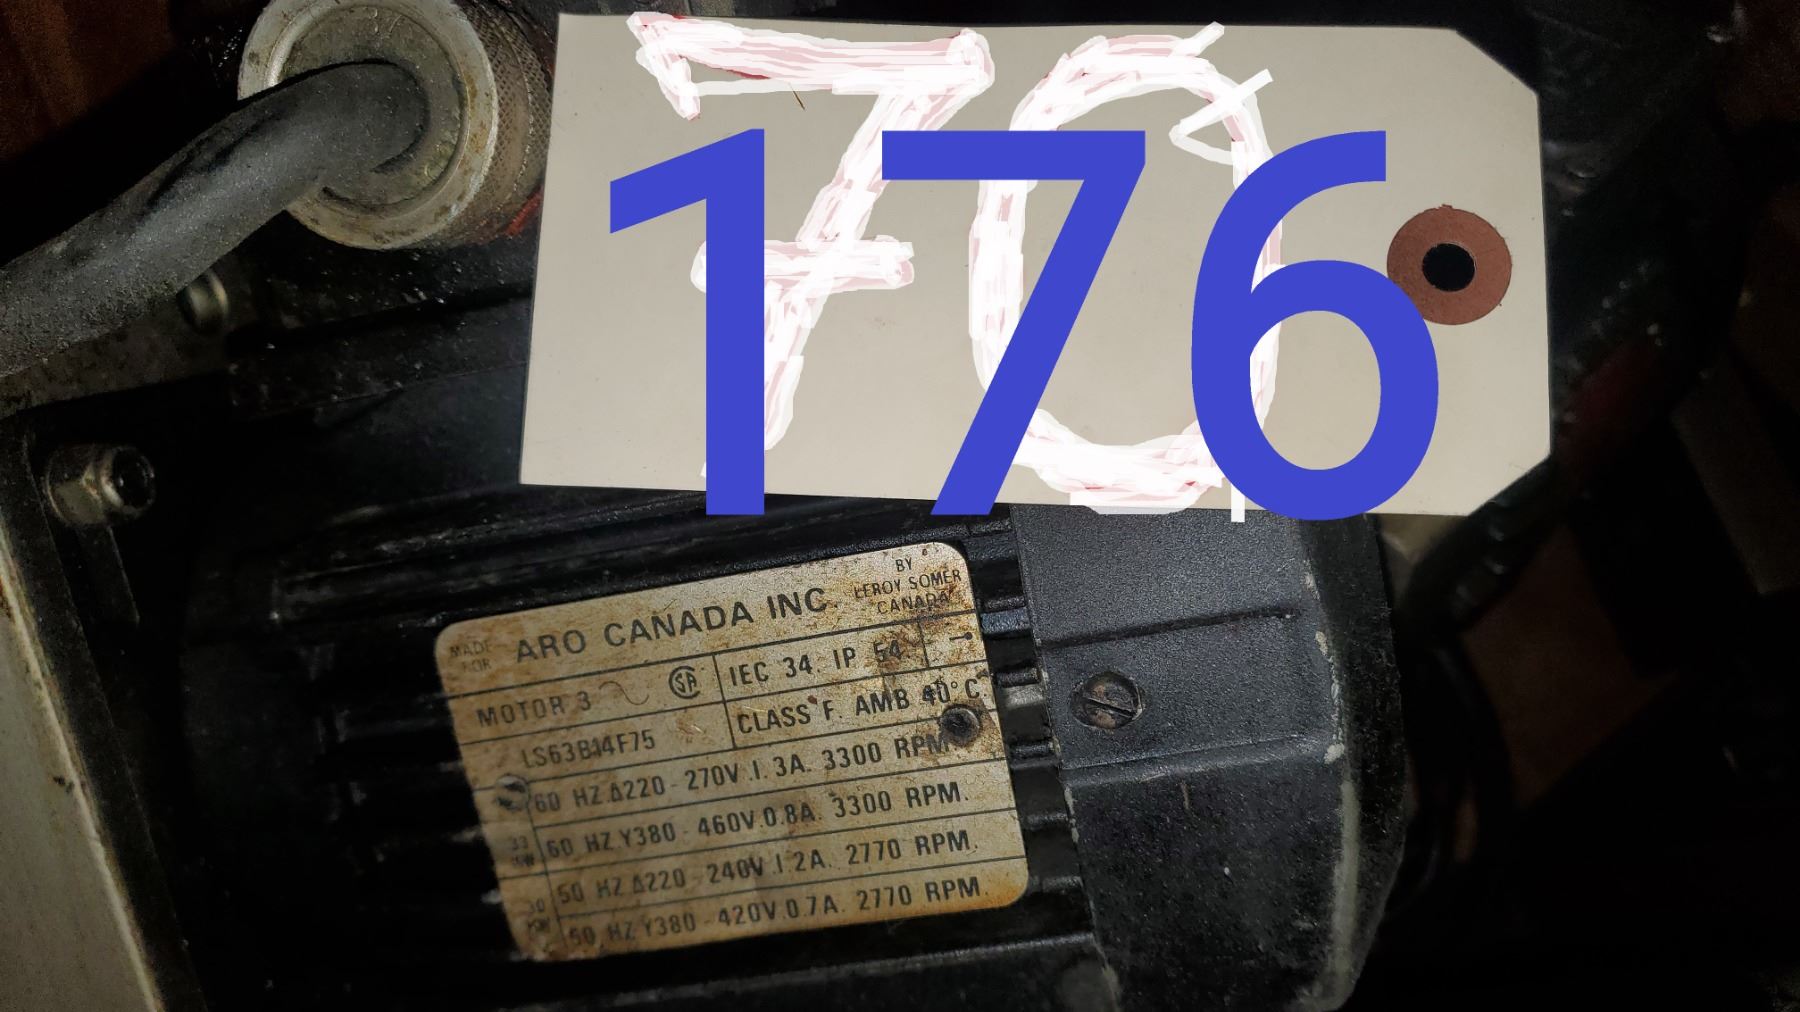 70
176
MADE FOR ARO CANADA INC. BY LEROY SOMER CANADA
MOTOR 3 ~ SA IEC 34. IP 54
LS63B14F75 CLASS F. AMB 40°C.
60 HZ.Δ220 - 270V.I.3A. 3300 RPM.
60 HZ.Y380 - 460V.0.8A. 3300 RPM.
50 HZ Δ220 - 240V.I.2A. 2770 RPM.
50 HZ Y380 - 420V.0.7A. 2770 RPM.